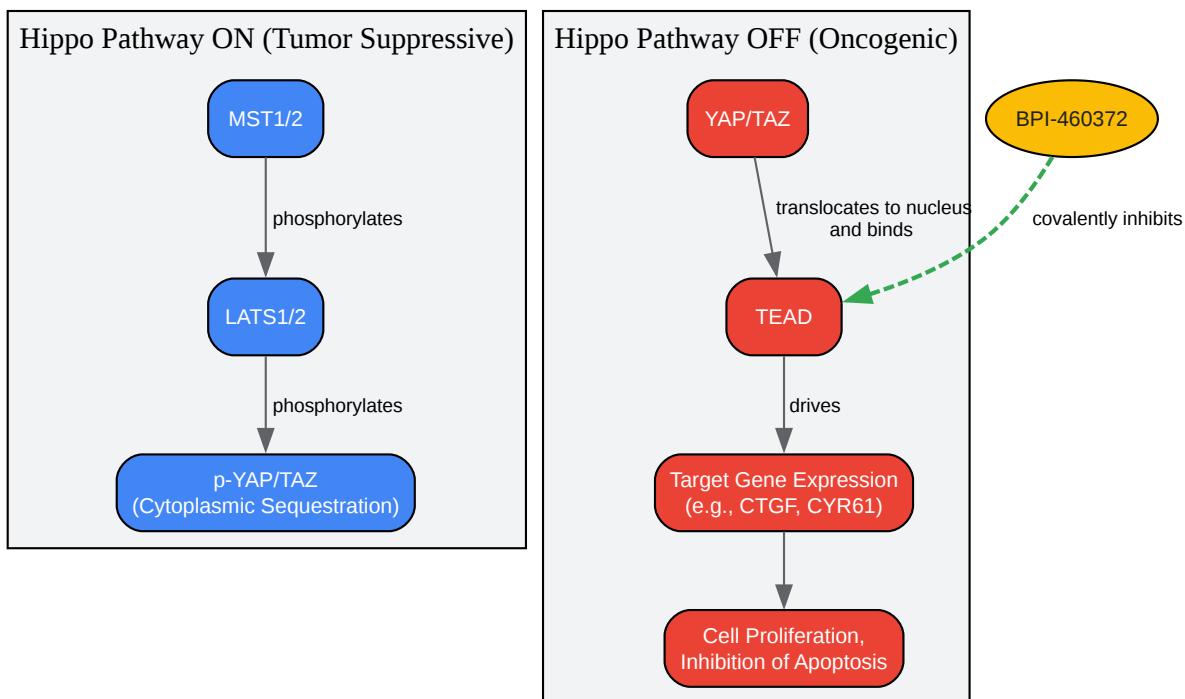 Hippo Pathway ON (Tumor Suppressive)
MST1/2
phosphorylates
LATS1/2
phosphorylates
p-YAP/TAZ
(Cytoplasmic Sequestration)
Hippo Pathway OFF (Oncogenic)
YAP/TAZ
translocates to nucleus
and binds
TEAD
drives
Target Gene Expression
(e.g., CTGF, CYR61)
Cell Proliferation,
Inhibition of Apoptosis
BPI-460372
covalently inhibits